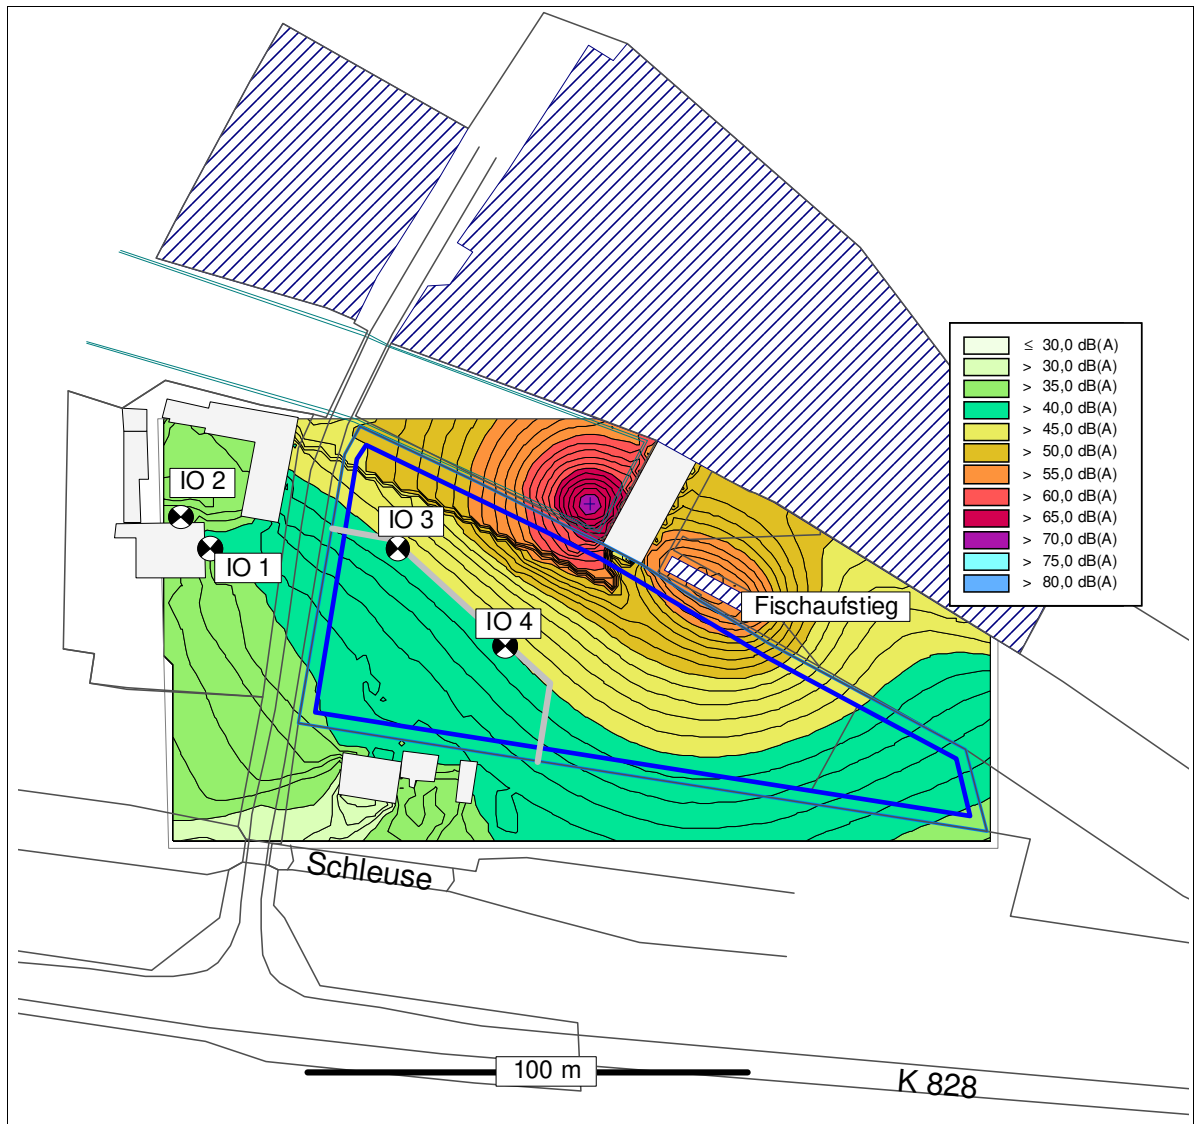 ≤ 30,0 dB(A)
> 30,0 dB(A)
> 35,0 dB(A)
> 40,0 dB(A)
> 45,0 dB(A)
> 50,0 dB(A)
> 55,0 dB(A)
> 60,0 dB(A)
> 65,0 dB(A)
> 70,0 dB(A)
> 75,0 dB(A)
> 80,0 dB(A)
IO 2
IO 3
IO 1
Fischaufstieg
IO 4
Schleuse
100 m
K 828